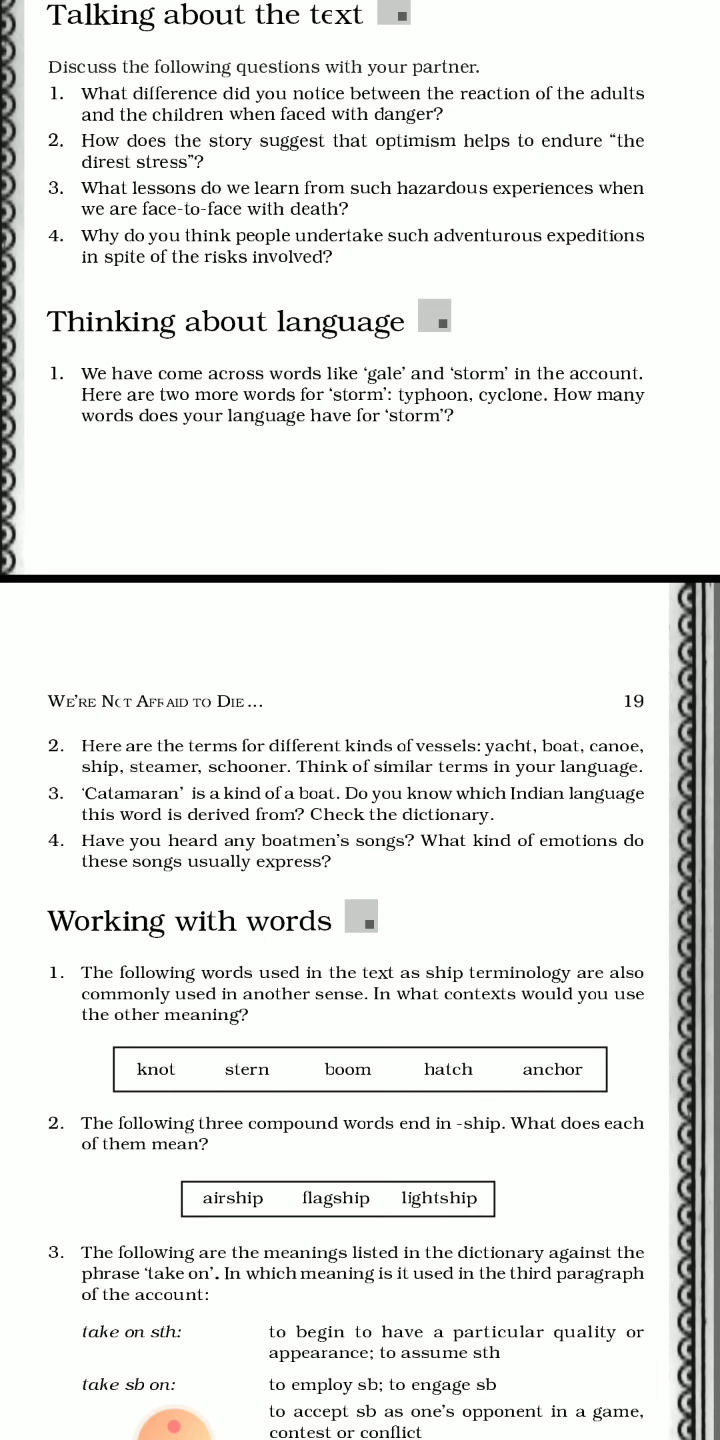 Talking about the text
Discuss the following questions with your partner.
1. What difference did you notice between the reaction of the adults
and the children when faced with danger?
2. How does the story suggest that optimism helps to endure “the
direst stress”?
3. What lessons do we learn from such hazardous experiences when
we are face-to-face with death?
4. Why do you think people undertake such adventurous expeditions
in spite of the risks involved?
Thinking about language
1. We have come across words like ‘gale’ and ‘storm’ in the account.
Here are two more words for ‘storm’: typhoon, cyclone. How many
words does your language have for ‘storm’?
WE’RE NOT AFRAID TO DIE... 19
2. Here are the terms for different kinds of vessels: yacht, boat, canoe,
ship, steamer, schooner. Think of similar terms in your language.
3. ‘Catamaran’ is a kind of a boat. Do you know which Indian language
this word is derived from? Check the dictionary.
4. Have you heard any boatmen’s songs? What kind of emotions do
these songs usually express?
Working with words
1. The following words used in the text as ship terminology are also
commonly used in another sense. In what contexts would you use
the other meaning?
knot stern boom hatch anchor
2. The following three compound words end in -ship. What does each
of them mean?
airship flagship lightship
3. The following are the meanings listed in the dictionary against the
phrase ‘take on’. In which meaning is it used in the third paragraph
of the account:
take on sth: to begin to have a particular quality or
appearance; to assume sth
take sb on: to employ sb; to engage sb
to accept sb as one’s opponent in a game,
contest or conflict